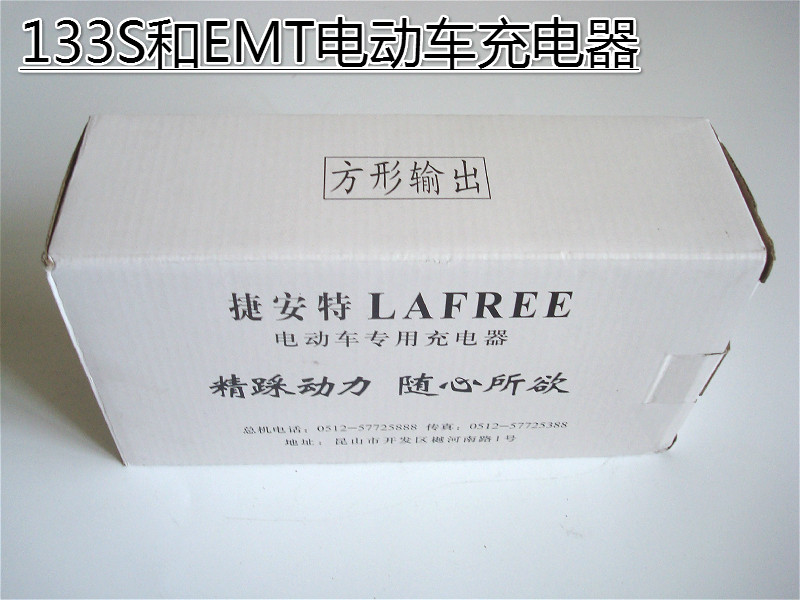 133S和EMT电动车充电器
方形输出
捷安特 LAFREE
电动车专用充电器
精踩动力 随心所欲
总机电话：0512—57725888 传真：0512—57725388
地址：昆山市开发区樾河南路1号